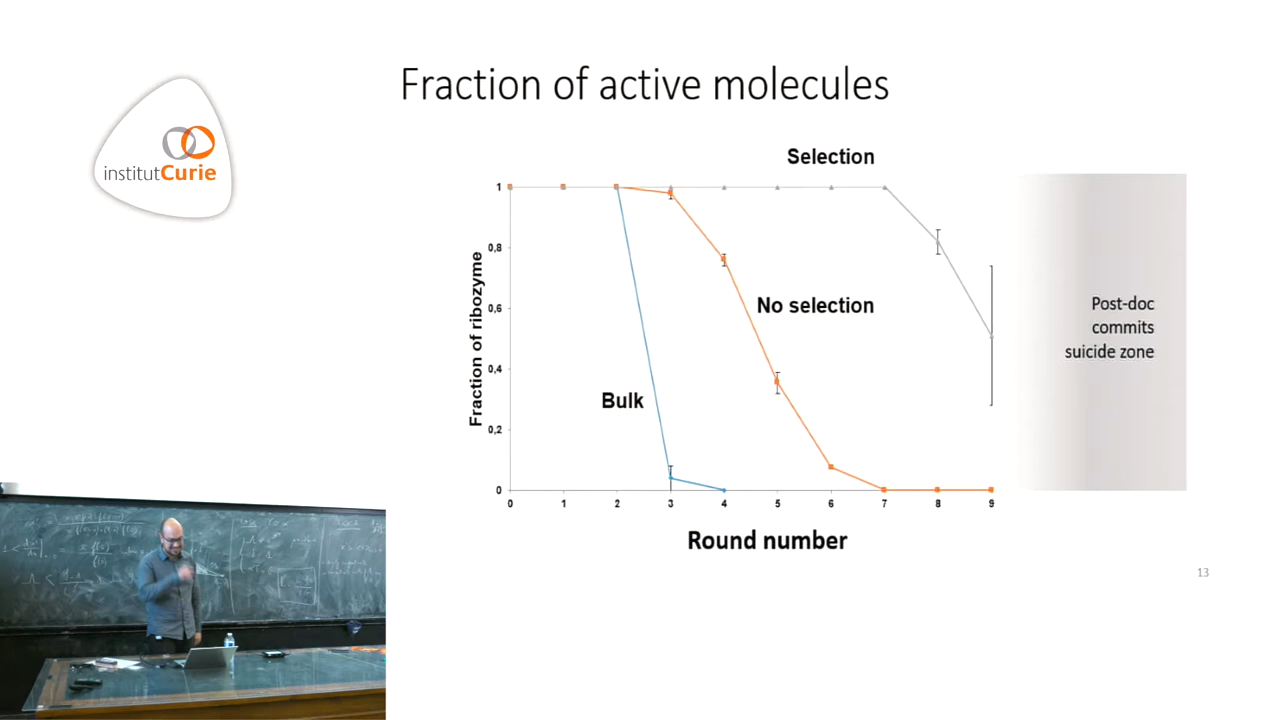 Fraction of active molecules
institutCurie
Selection
No selection
Bulk
Fraction of ribozyme
1
0,8
0,6
0,4
0,2
0
0 1 2 3 4 5 6 7 8 9
Round number
Post-doc
commits
suicide zone
13